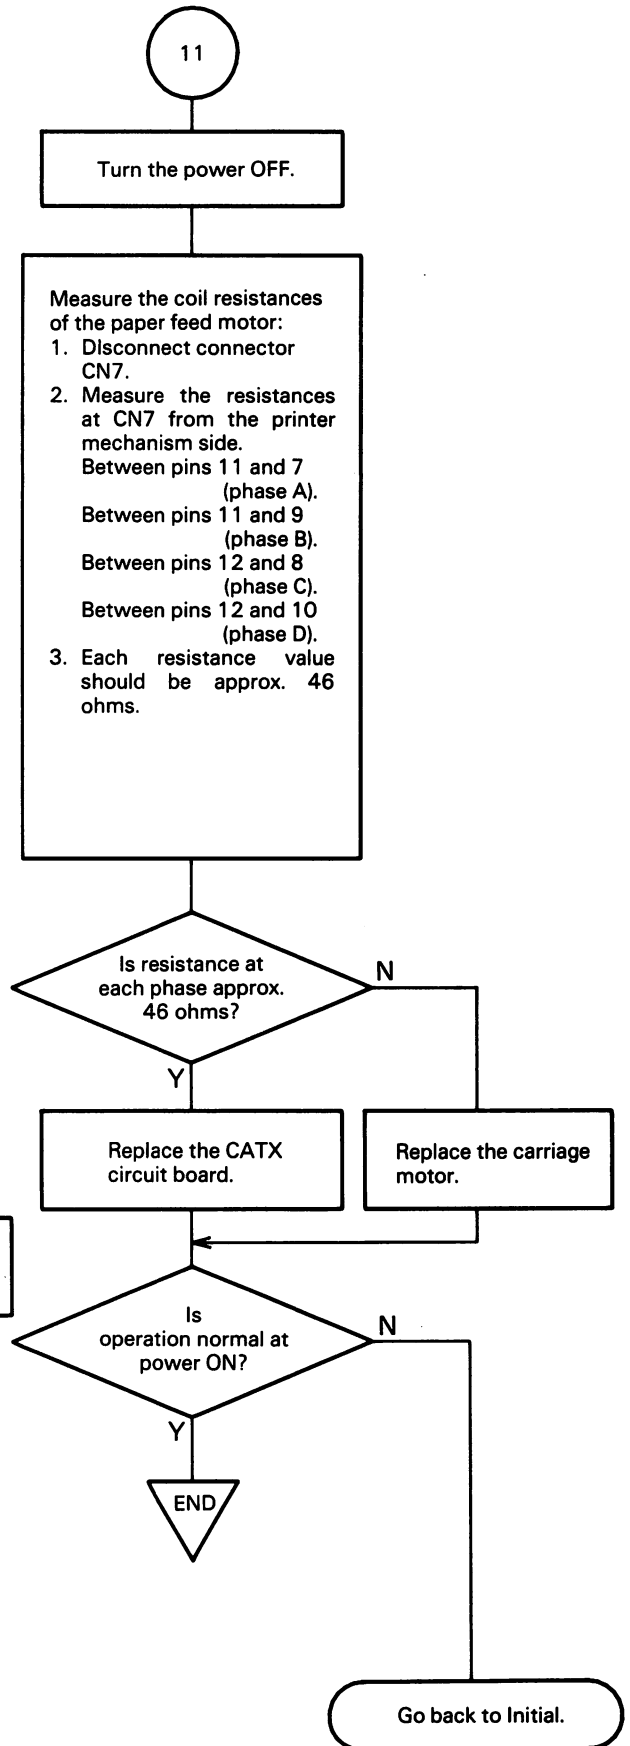 11
Turn the power OFF.
Measure the coil resistances
of the paper feed motor:
1. DIsconnect connector
CN7.
2. Measure the resistances
at CN7 from the printer
mechanism side.
Between pins 11 and 7
(phase A).
Between pins 11 and 9
(phase B).
Between pins 12 and 8
(phase C).
Between pins 12 and 10
(phase D).
3. Each resistance value
should be approx. 46
ohms.
Is resistance at
each phase approx.
46 ohms?
N
Y
Replace the CATX
circuit board.
Replace the carriage
motor.
Is
operation normal at
power ON?
N
Y
END
Go back to Initial.